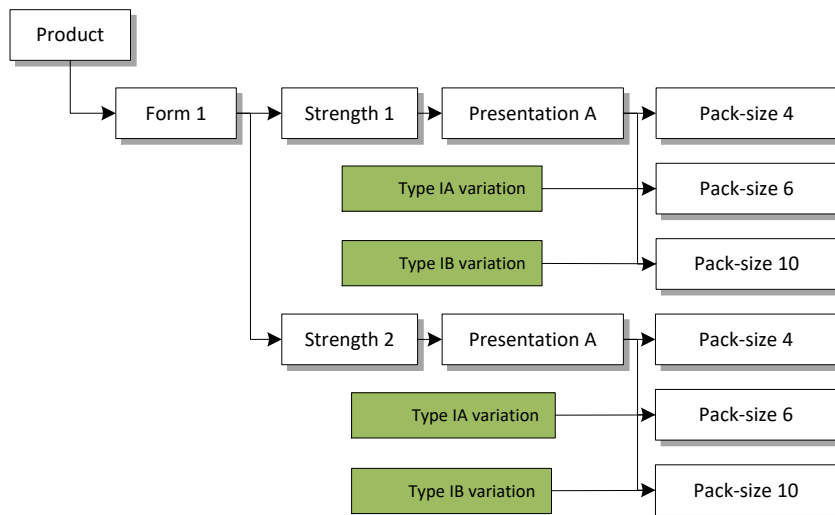 Product
Form 1
Strength 1
Presentation A
Pack-size 4
Type IA variation
Pack-size 6
Type IB variation
Pack-size 10
Strength 2
Presentation A
Pack-size 4
Type IA variation
Pack-size 6
Type IB variation
Pack-size 10